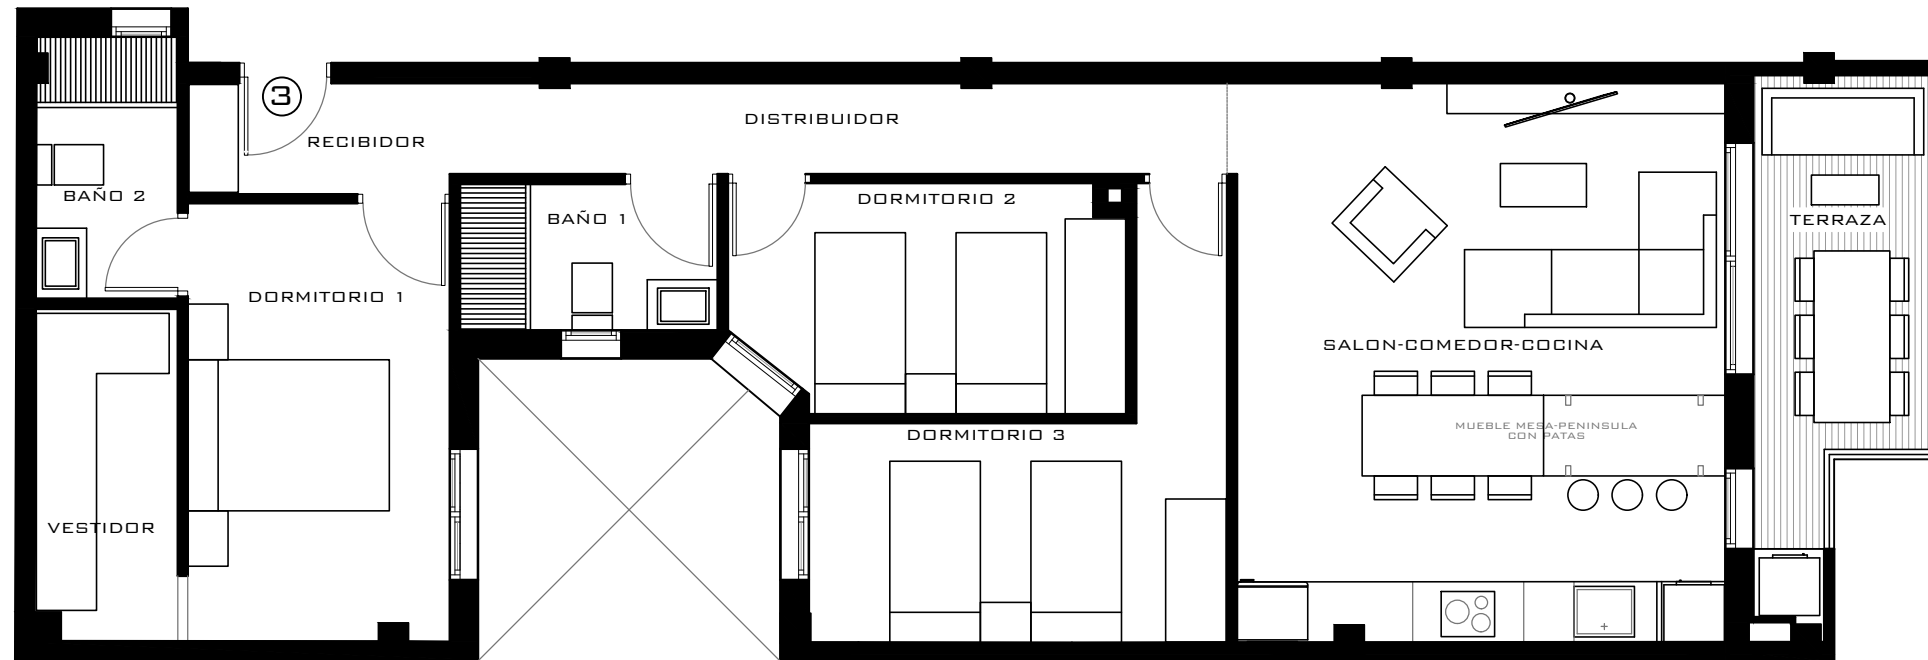 3
RECIBIDOR
DISTRIBUIDOR
BAÑO 2
BAÑO 1
DORMITORIO 2
TERRAZA
DORMITORIO 1
SALON-COMEDOR-COCINA
DORMITORIO 3
MUEBLE MESA-PENINSULA
CON PATAS
VESTIDOR